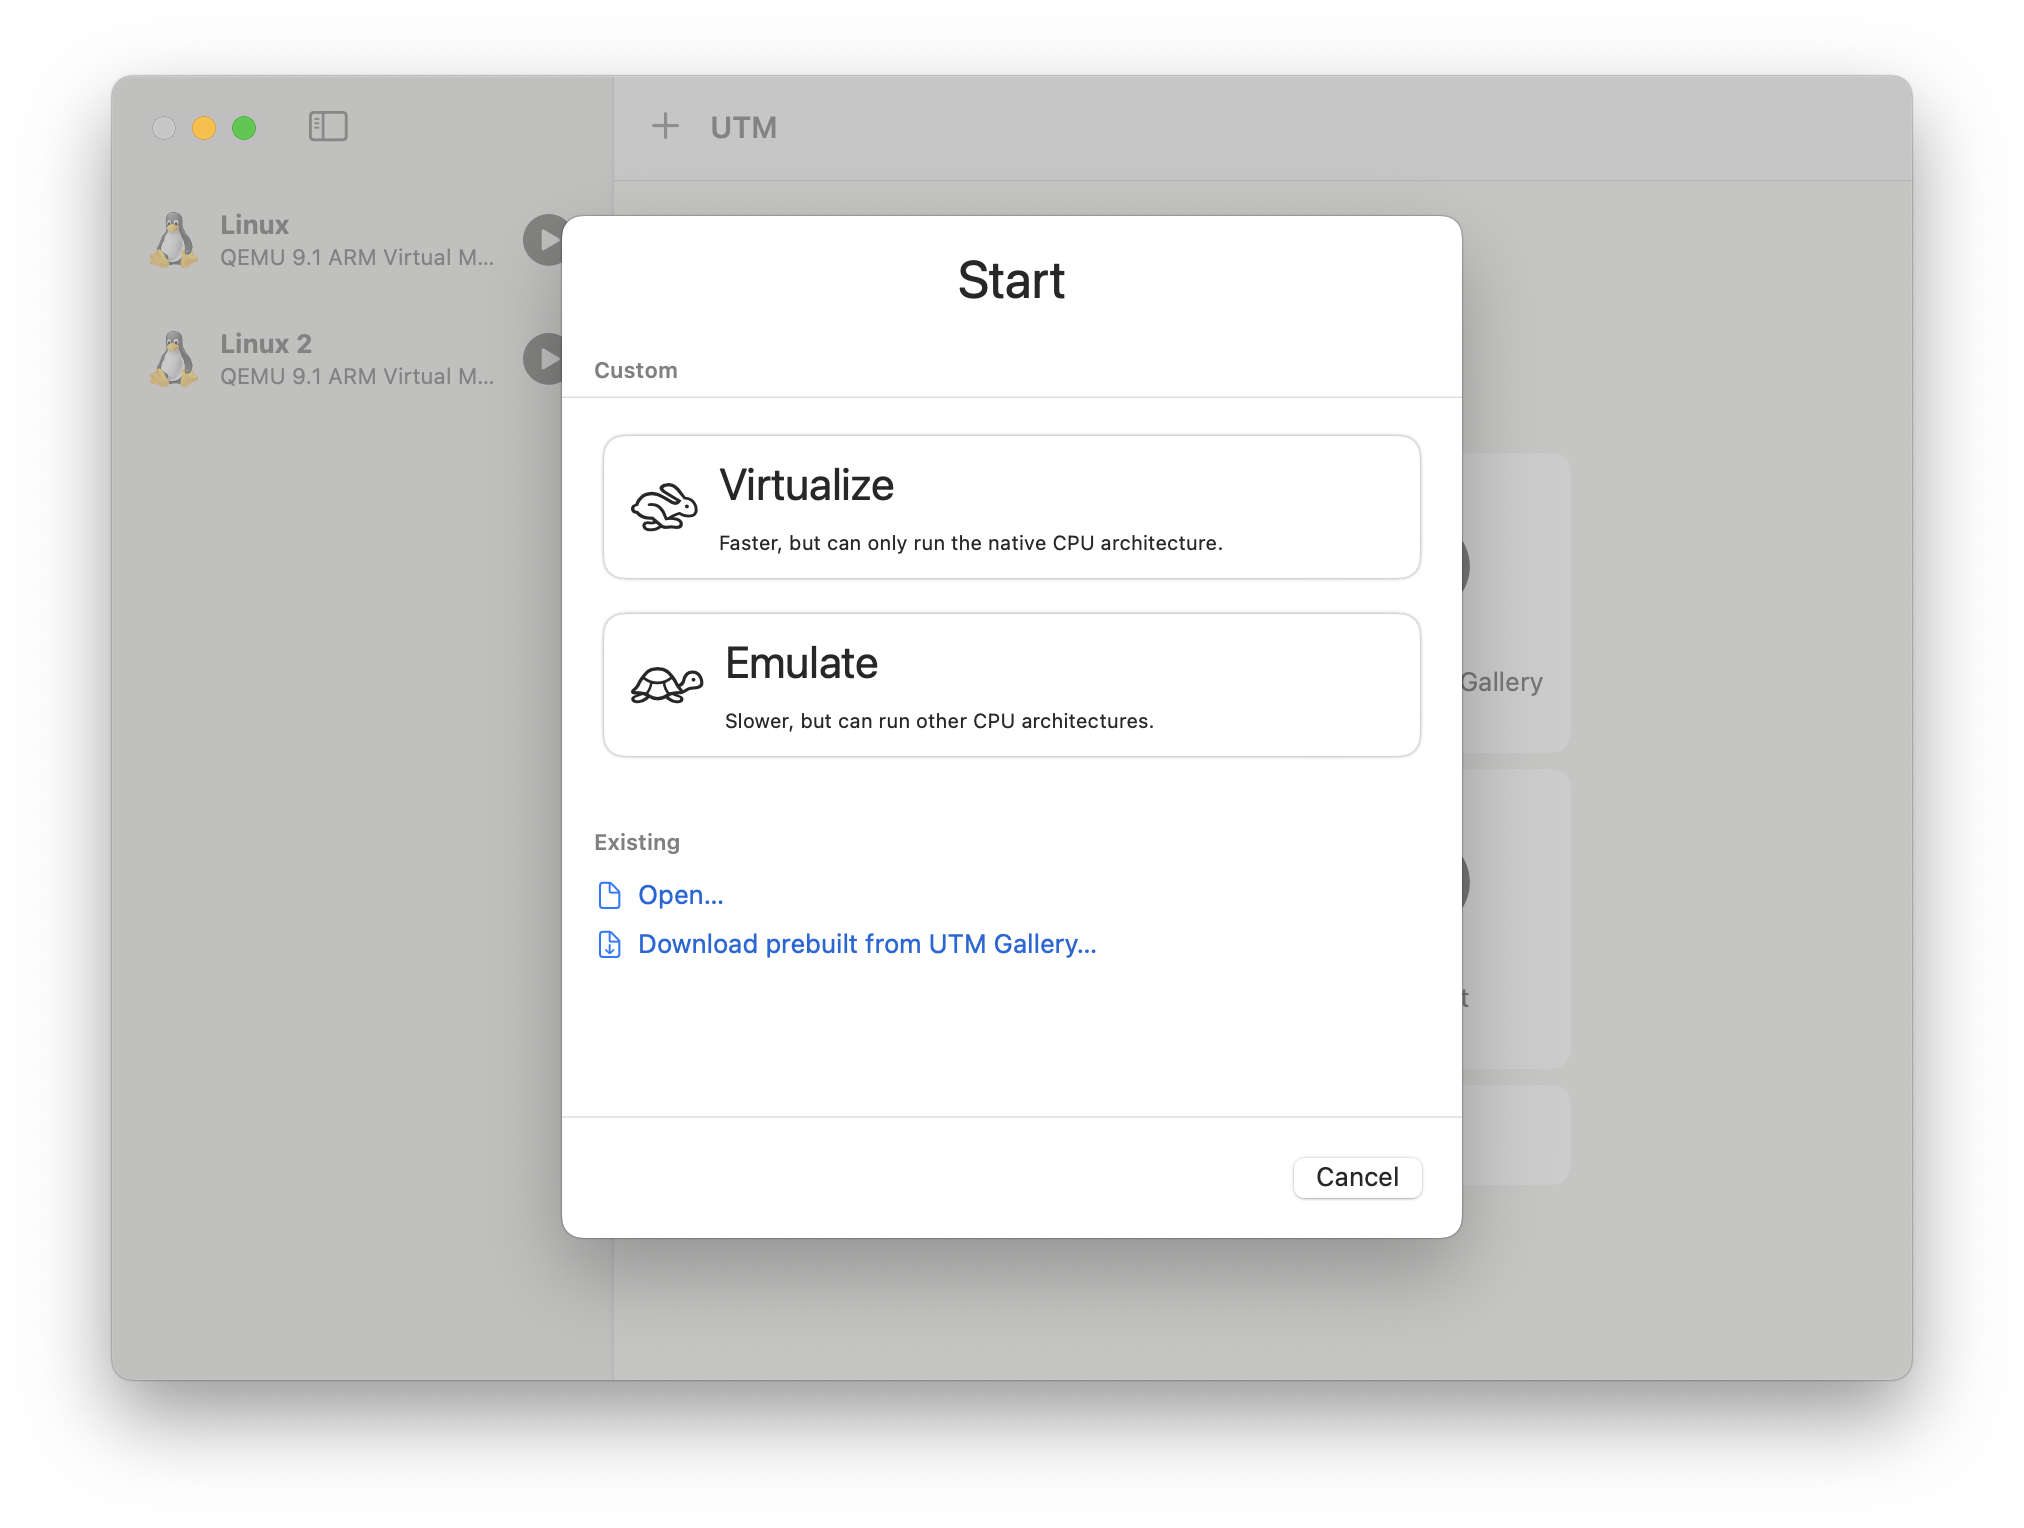 UTM
Linux
QEMU 9.1 ARM Virtual M...
Linux 2
QEMU 9.1 ARM Virtual M...
Start
Custom
Virtualize
Faster, but can only run the native CPU architecture.
Emulate
Slower, but can run other CPU architectures.
Existing
Open...
Download prebuilt from UTM Gallery...
Cancel
Gallery